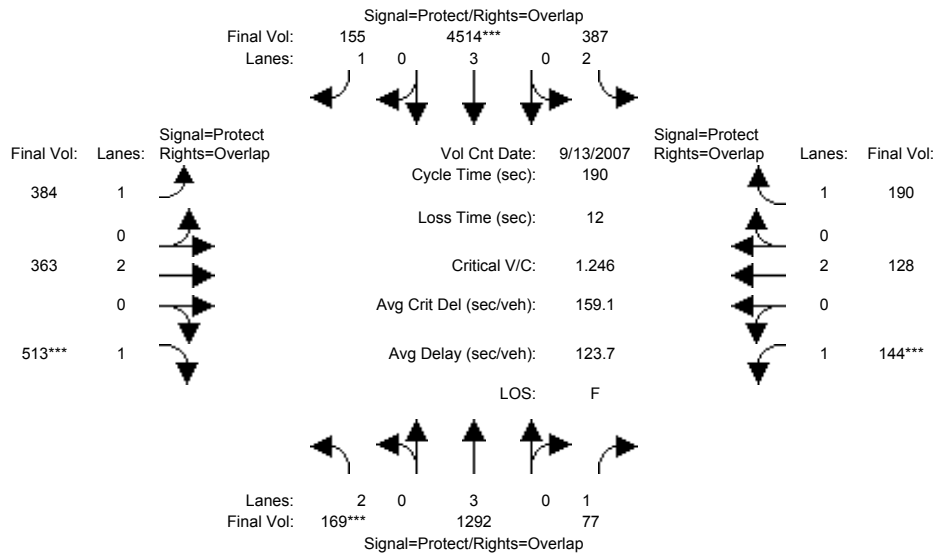 Signal=Protect/Rights=Overlap
Final Vol: 155 4514*** 387
Lanes: 1 0 3 0 2
Signal=Protect
Final Vol: Lanes: Rights=Overlap
Vol Cnt Date: 9/13/2007
Signal=Protect
Rights=Overlap Lanes: Final Vol:
Cycle Time (sec): 190
384 1
1 190
Loss Time (sec): 12
0
0
363 2
Critical V/C: 1.246
2 128
0
Avg Crit Del (sec/veh): 159.1
0
513*** 1
Avg Delay (sec/veh): 123.7
1 144***
LOS: F
Lanes: 2 0 3 0 1
Final Vol: 169*** 1292 77
Signal=Protect/Rights=Overlap